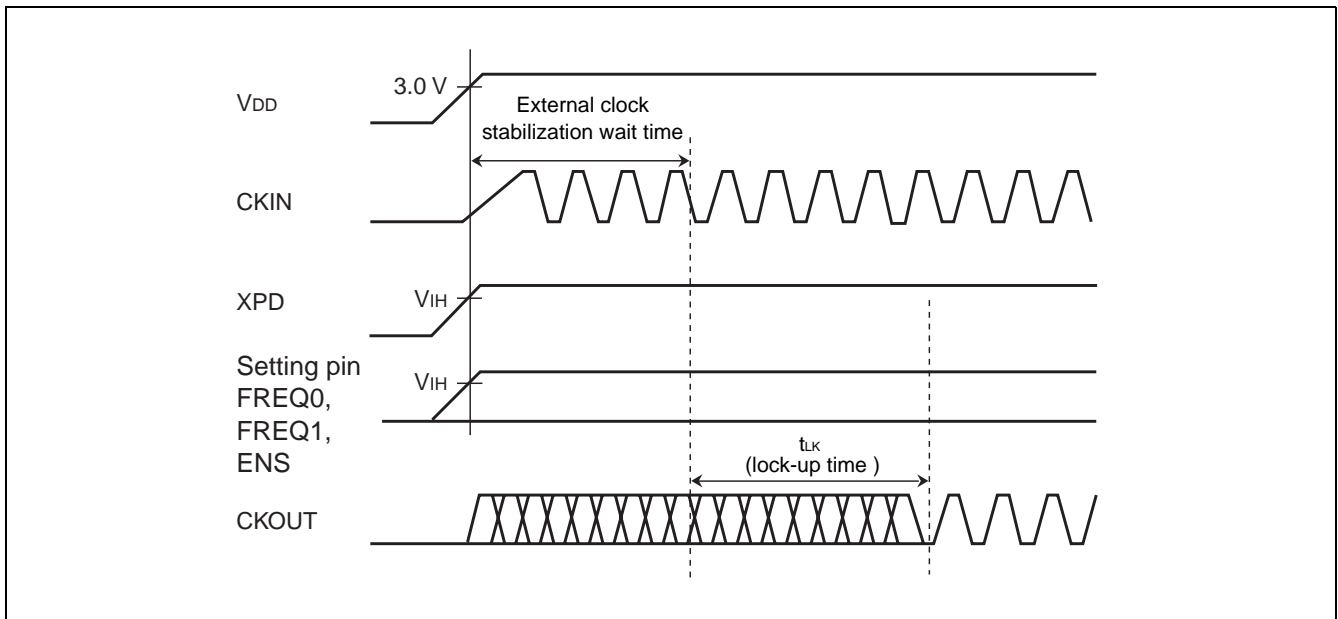 VDD
3.0 V
External clock
stabilization wait time
CKIN
XPD
VIH
Setting pin
FREQ0,
FREQ1,
ENS
VIH
tLK
(lock-up time )
CKOUT